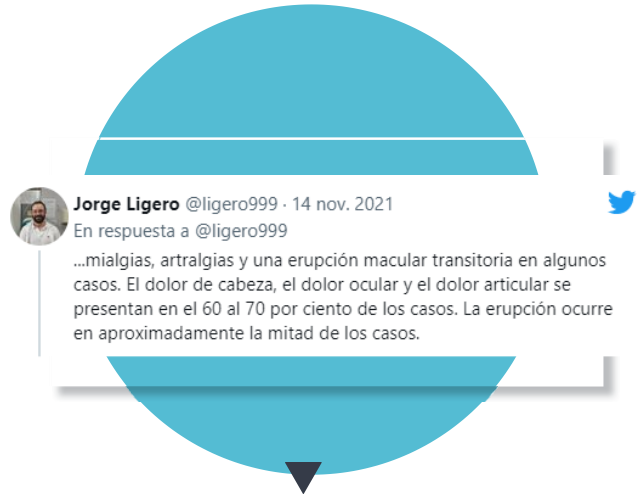 Jorge Ligero @ligero999 · 14 nov. 2021
En respuesta a @ligero999
...mialgias, artralgias y una erupción macular transitoria en algunos
casos. El dolor de cabeza, el dolor ocular y el dolor articular se
presentan en el 60 al 70 por ciento de los casos. La erupción ocurre
en aproximadamente la mitad de los casos.